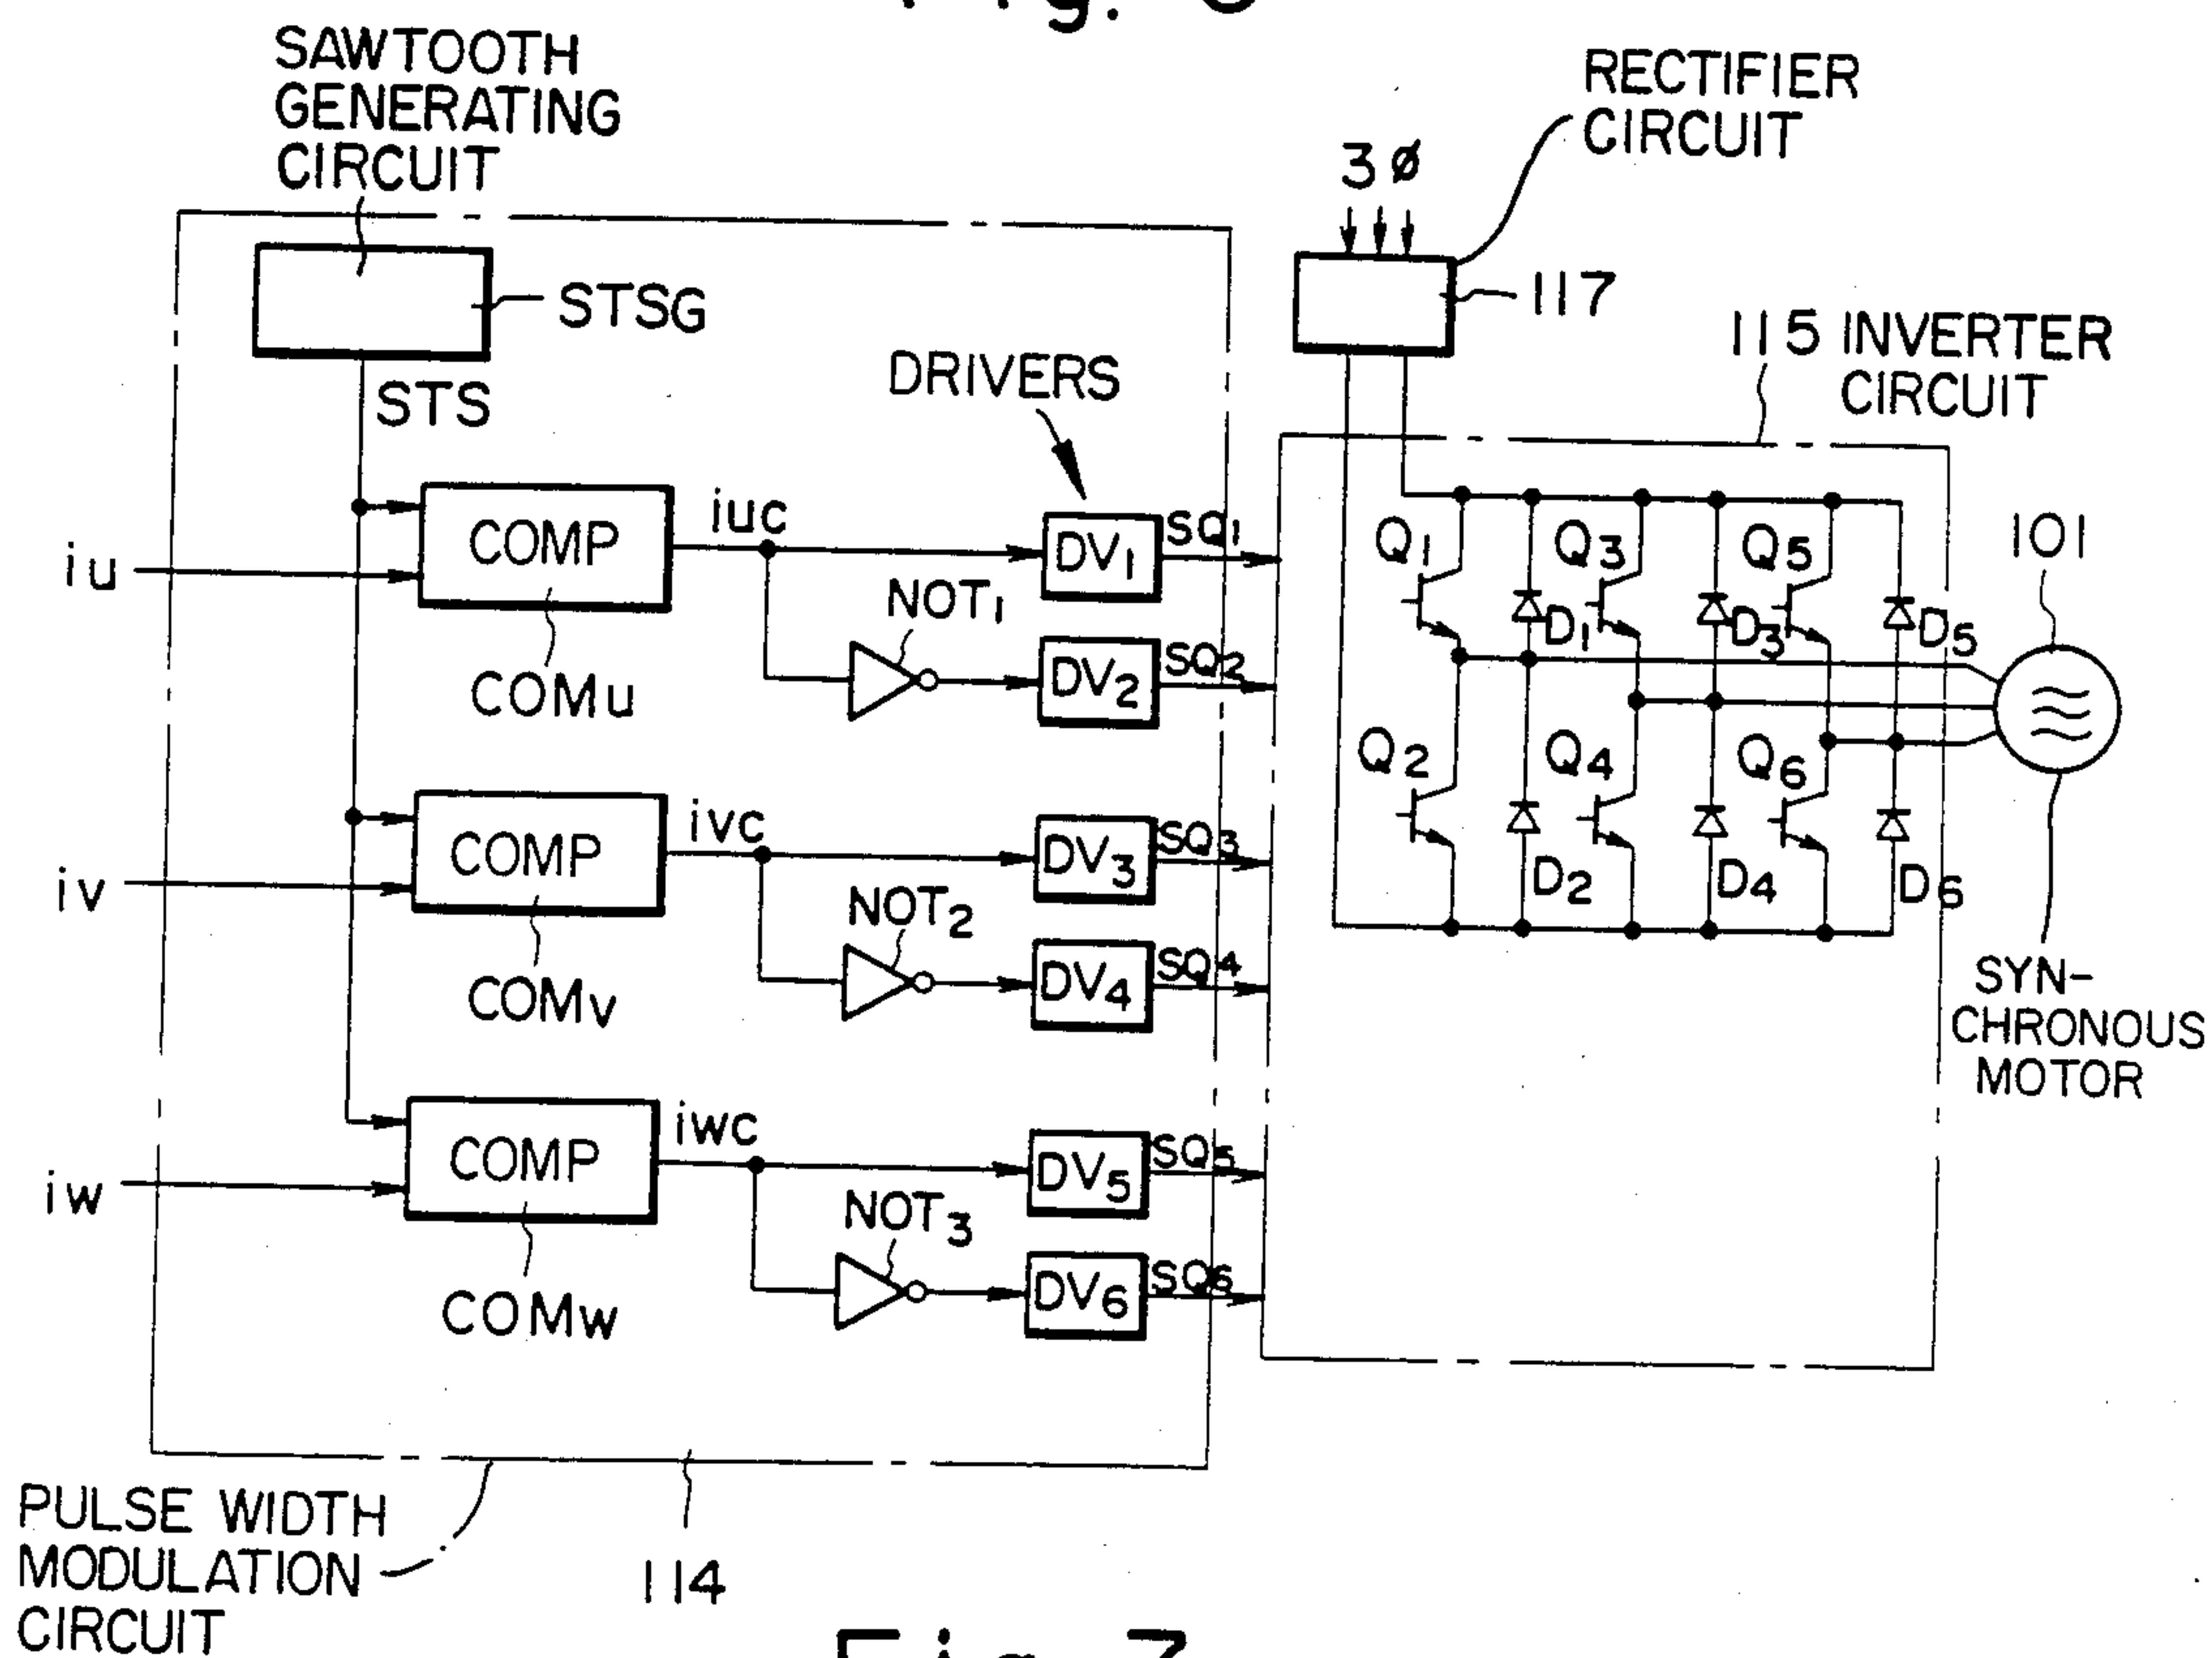 SAWTOOTH
GENERATING
CIRCUIT
STSG
STS
DRIVERS
3ø
RECTIFIER
CIRCUIT
117
115 INVERTER
CIRCUIT
iu
COMP
COMu
iuc
NOT1
DV1
SQ1
DV2
SQ2
iv
COMP
COMv
ivc
NOT2
DV3
SQ3
DV4
SQ4
iw
COMP
COMw
iwc
NOT3
DV5
SQ5
DV6
SQ6
Q1
D1
Q3
D3
Q5
D5
Q2
D2
Q4
D4
Q6
D6
101
SYN-
CHRONOUS
MOTOR
PULSE WIDTH
MODULATION
CIRCUIT
114